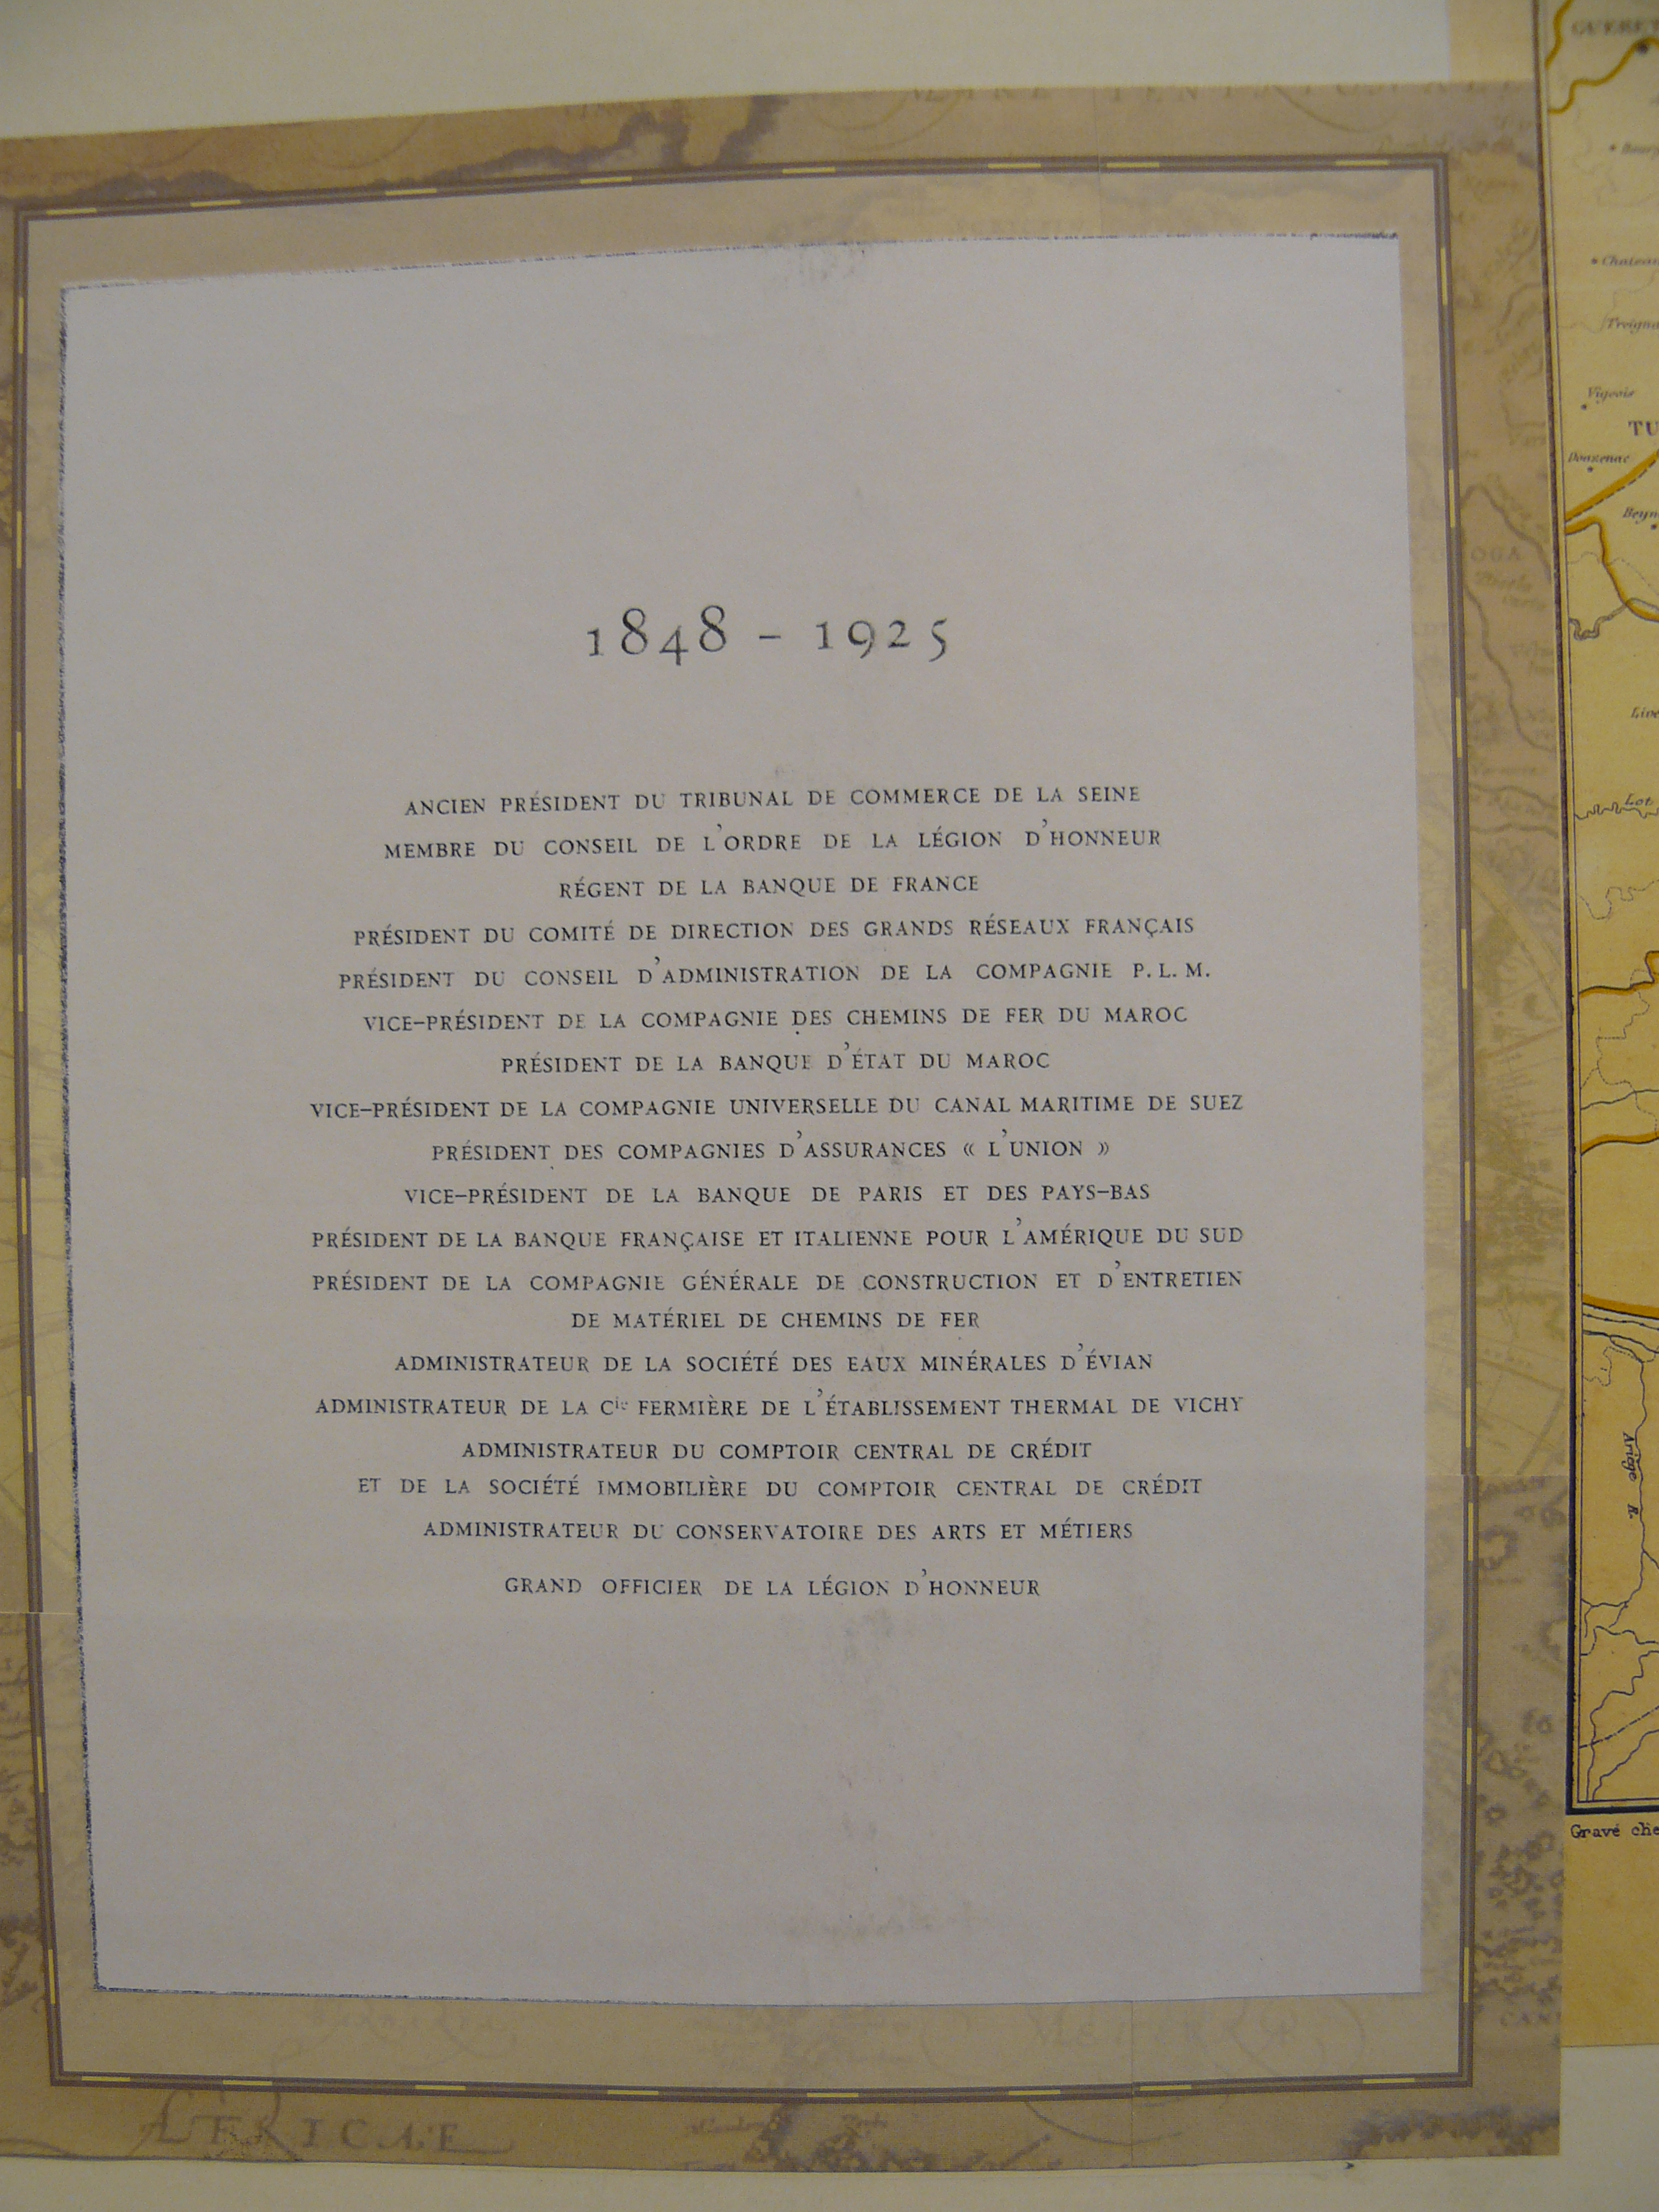 1848 – 1925
ANCIEN PRÉSIDENT DU TRIBUNAL DE COMMERCE DE LA SEINE
MEMBRE DU CONSEIL DE L'ORDRE DE LA LÉGION D'HONNEUR
RÉGENT DE LA BANQUE DE FRANCE
PRÉSIDENT DU COMITÉ DE DIRECTION DES GRANDS RÉSEAUX FRANÇAIS
PRÉSIDENT DU CONSEIL D'ADMINISTRATION DE LA COMPAGNIE P.L.M.
VICE-PRÉSIDENT DE LA COMPAGNIE DES CHEMINS DE FER DU MAROC
PRÉSIDENT DE LA BANQUE D'ÉTAT DU MAROC
VICE-PRÉSIDENT DE LA COMPAGNIE UNIVERSELLE DU CANAL MARITIME DE SUEZ
PRÉSIDENT DES COMPAGNIES D'ASSURANCES « L'UNION »
VICE-PRÉSIDENT DE LA BANQUE DE PARIS ET DES PAYS-BAS
PRÉSIDENT DE LA BANQUE FRANÇAISE ET ITALIENNE POUR L'AMÉRIQUE DU SUD
PRÉSIDENT DE LA COMPAGNIE GÉNÉRALE DE CONSTRUCTION ET D'ENTRETIEN
DE MATÉRIEL DE CHEMINS DE FER
ADMINISTRATEUR DE LA SOCIÉTÉ DES EAUX MINÉRALES D'ÉVIAN
ADMINISTRATEUR DE LA Cie FERMIÈRE DE L'ÉTABLISSEMENT THERMAL DE VICHY
ADMINISTRATEUR DU COMPTOIR CENTRAL DE CRÉDIT
ET DE LA SOCIÉTÉ IMMOBILIÈRE DU COMPTOIR CENTRAL DE CRÉDIT
ADMINISTRATEUR DU CONSERVATOIRE DES ARTS ET MÉTIERS
GRAND OFFICIER DE LA LÉGION D'HONNEUR
GUERET
Vigeois
TU
Donzenac
Lot
Ariège R.
Gravé che